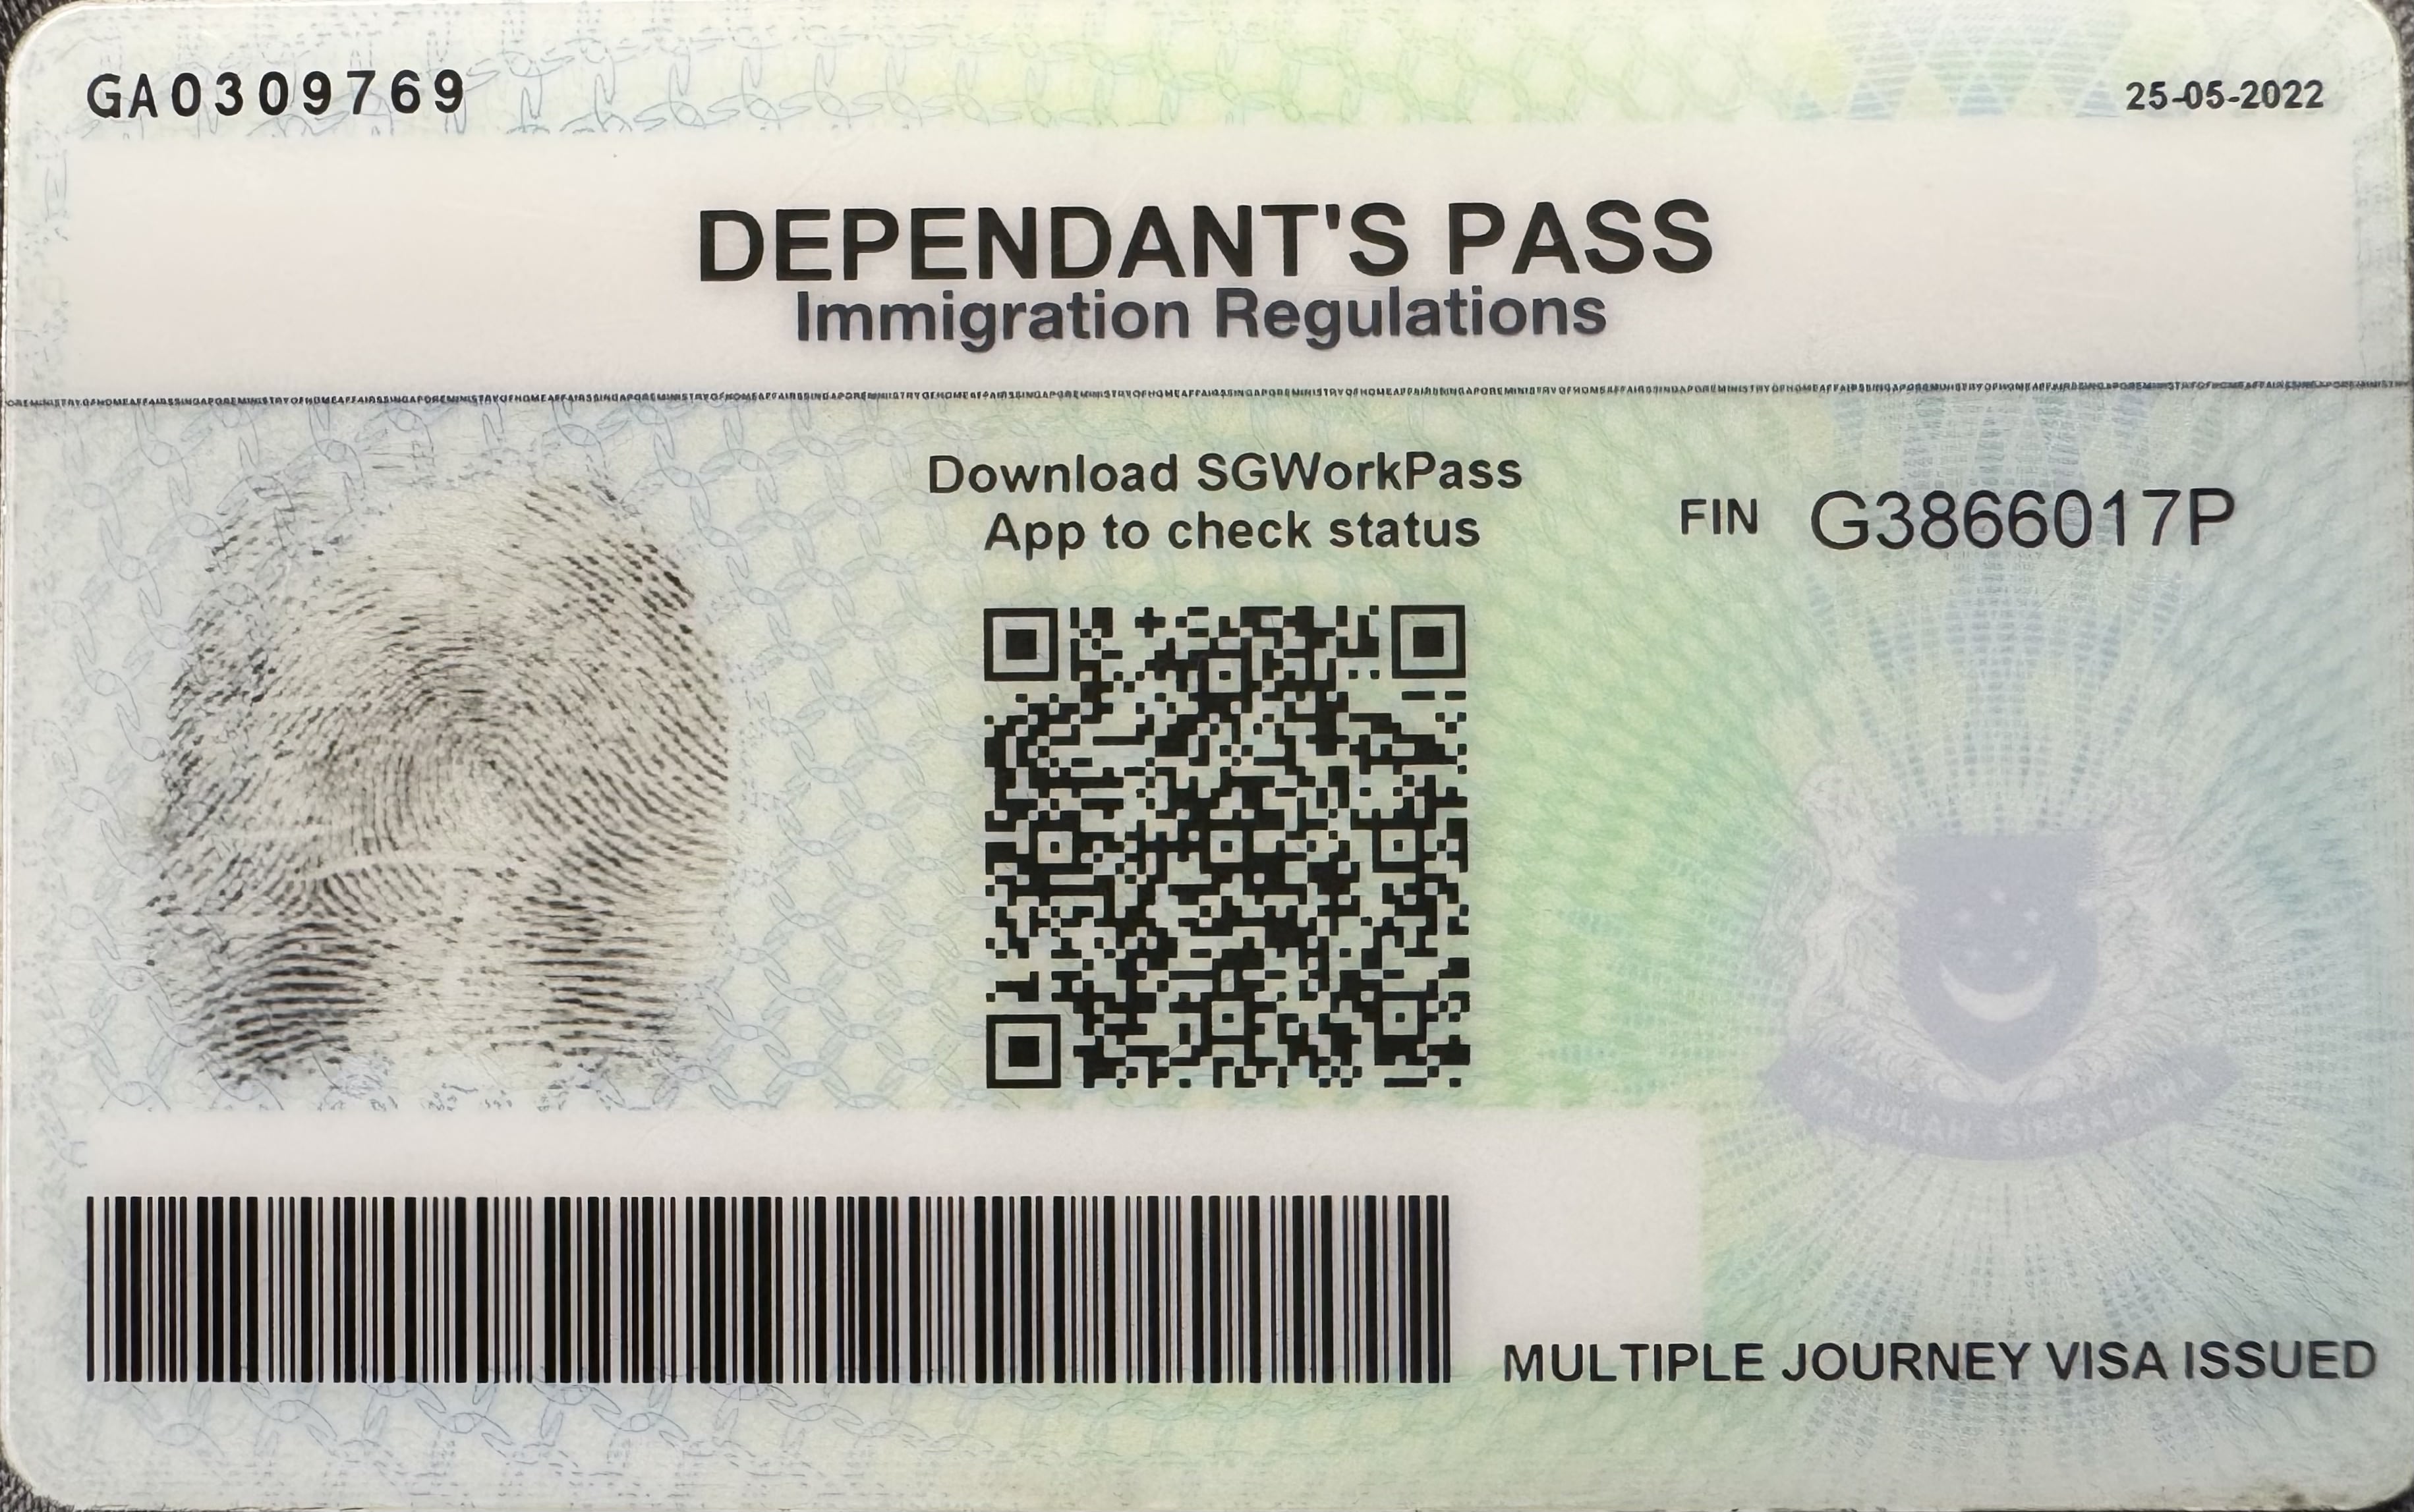 GA0309769
25-05-2022
DEPENDANT'S PASS
Immigration Regulations
Download SGWorkPass
App to check status
FIN G3866017P
MAJULAH SINGAPURA
MULTIPLE JOURNEY VISA ISSUED